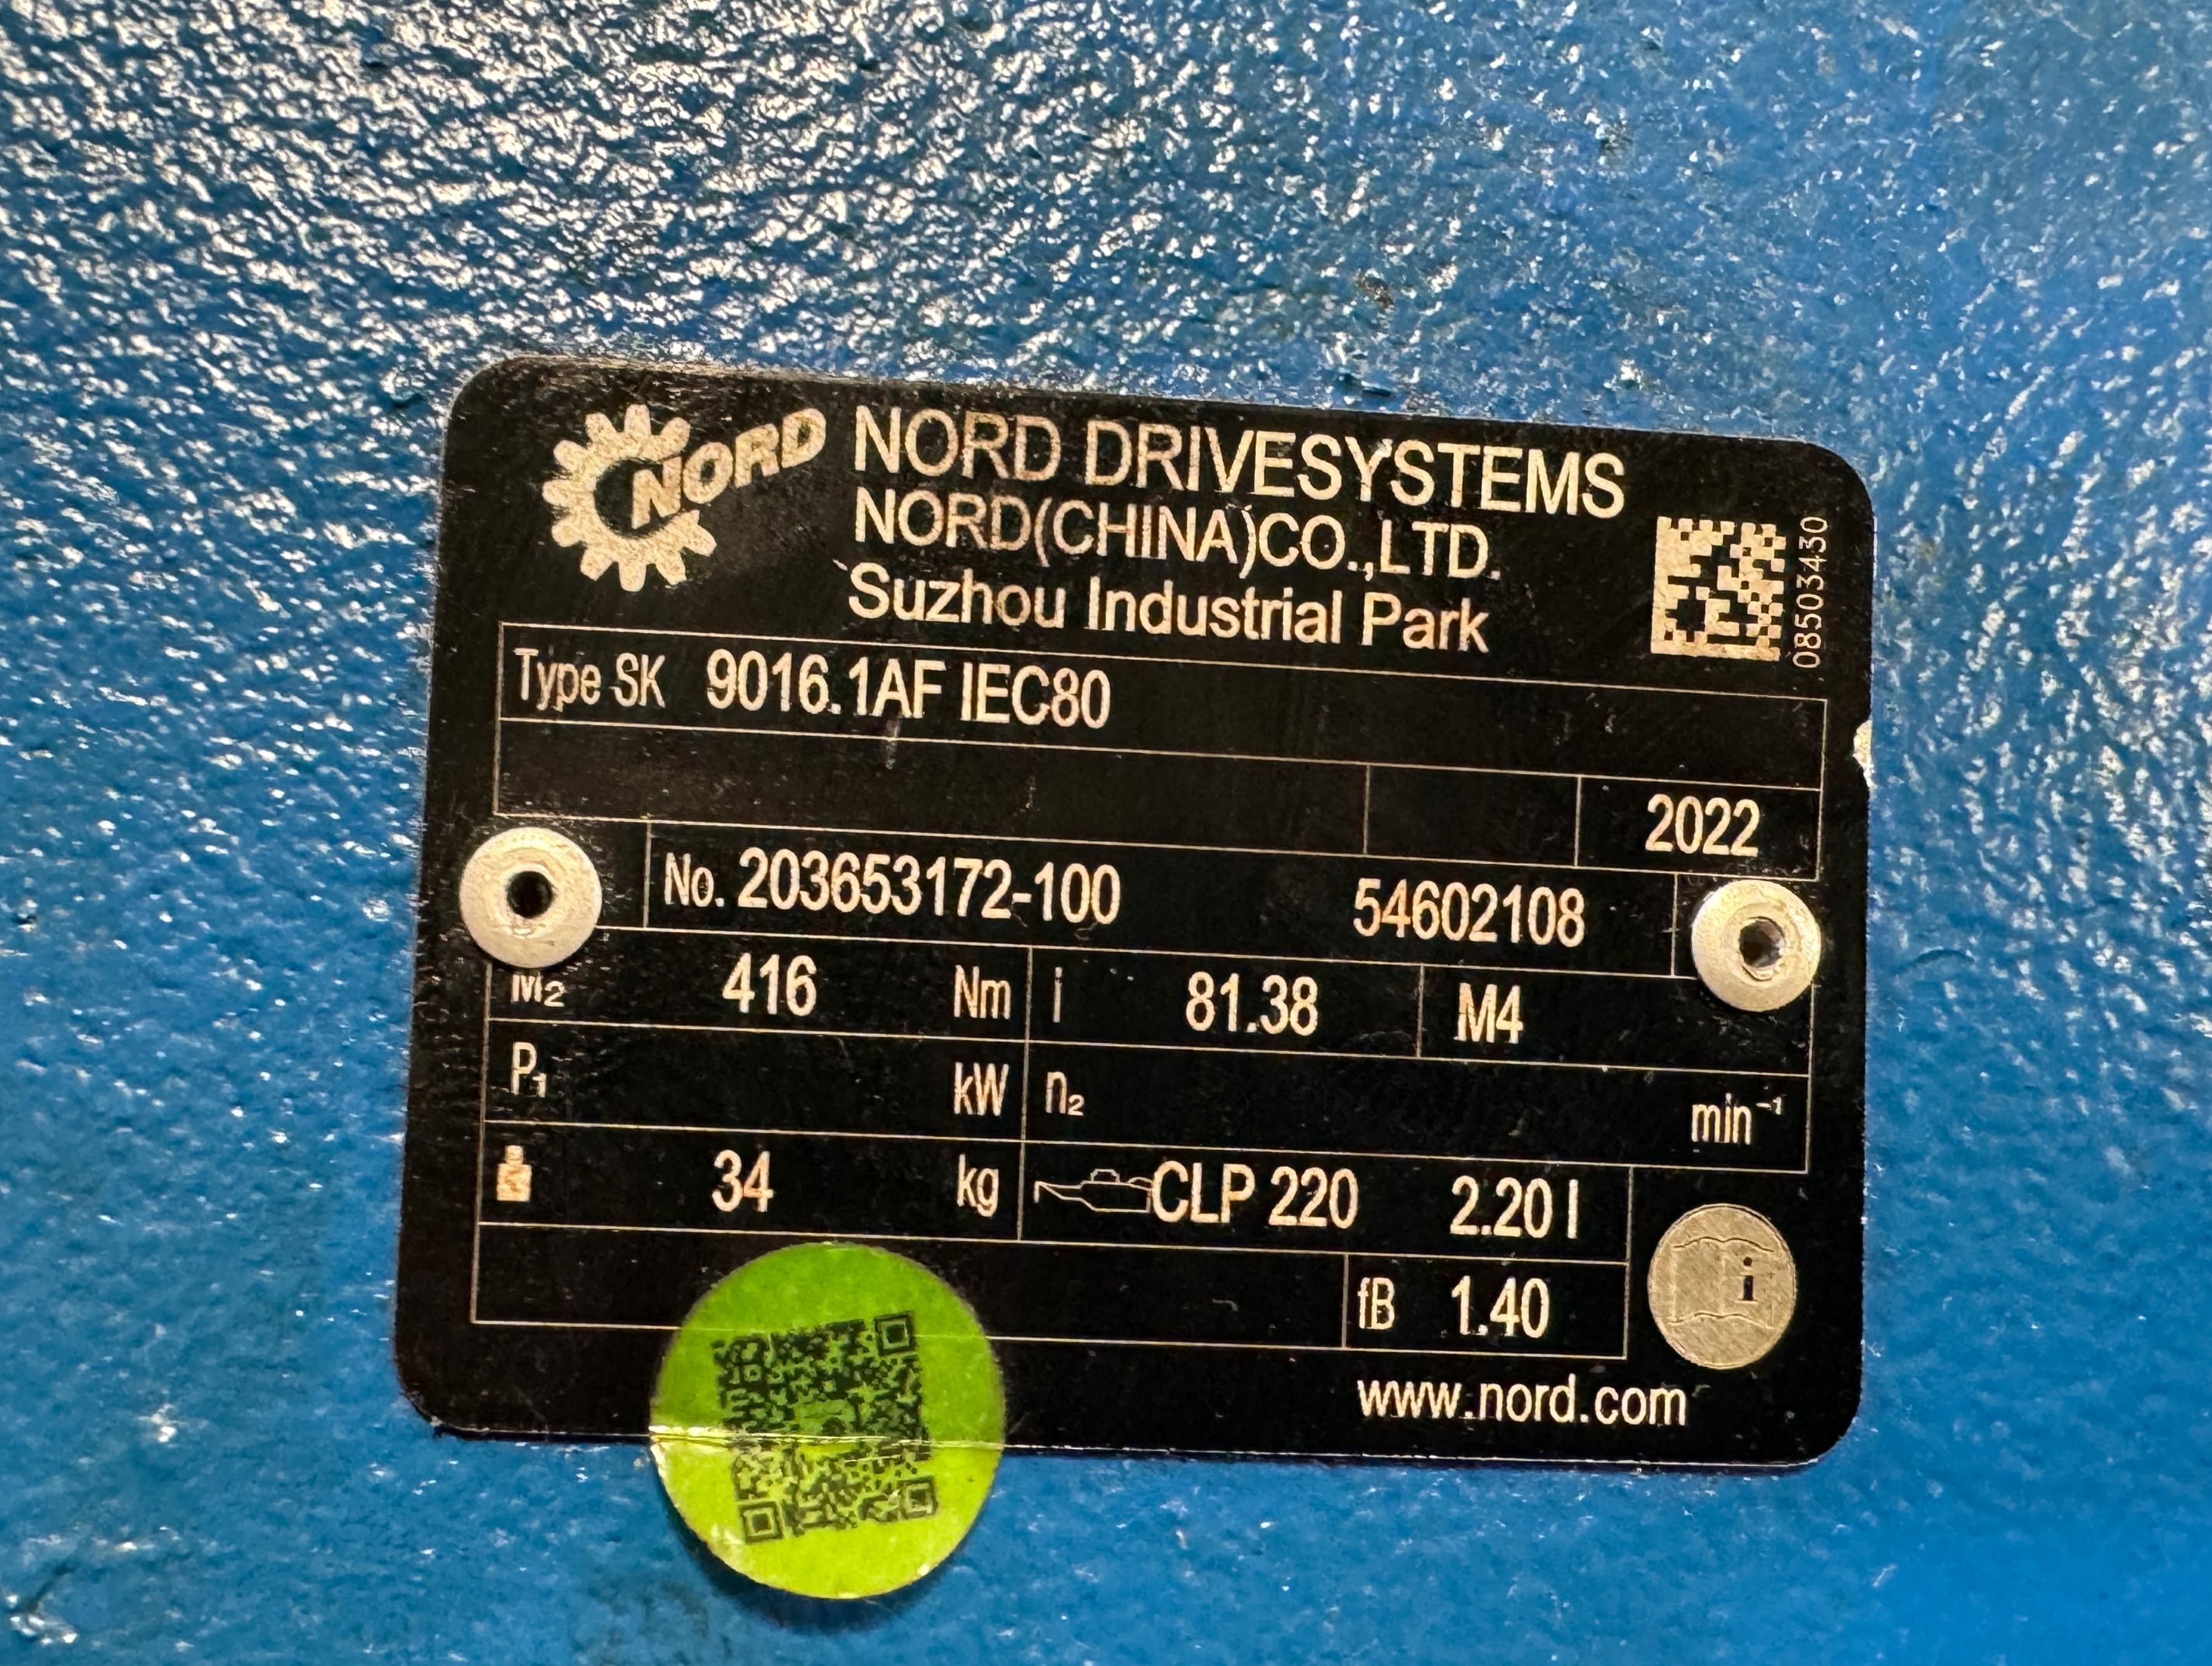 NORD
NORD DRIVESYSTEMS
NORD(CHINA)CO.,LTD.
Suzhou Industrial Park
08503430
Type SK 9016.1AF IEC80
2022
No. 203653172-100 54602108
M₂ 416 Nm i 81.38 M4
P₁ kW n₂ min⁻¹
34 kg CLP 220 2.20 l
fB 1.40
i
www.nord.com